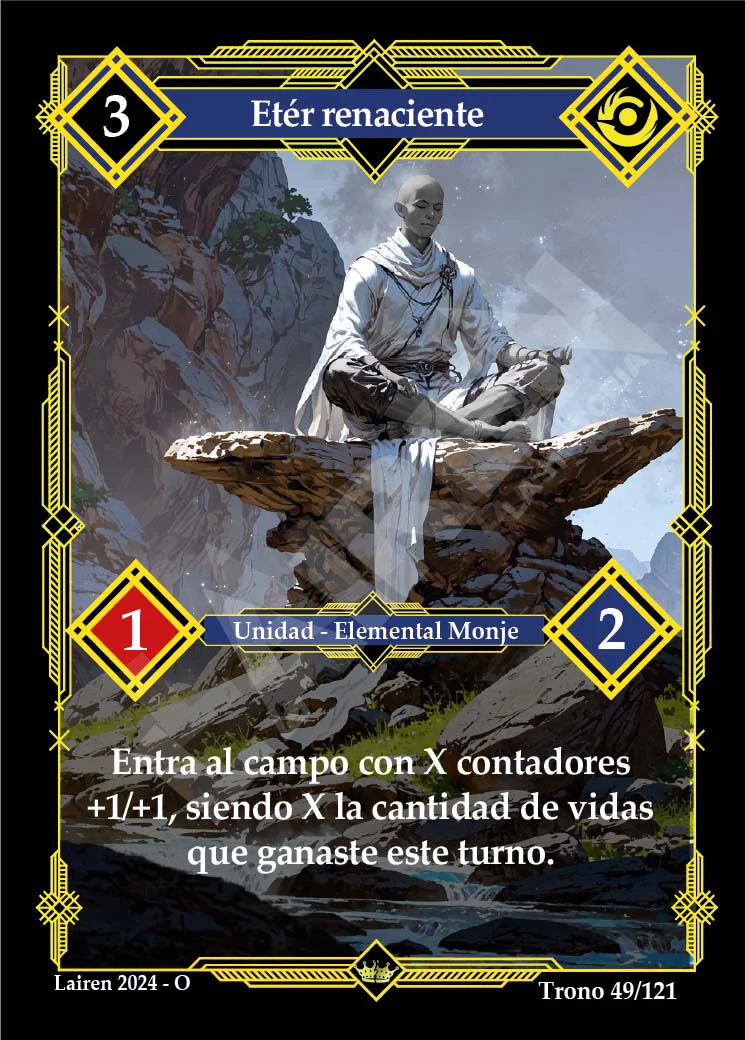 3
Etér renaciente
1
Unidad - Elemental Monje
2
Entra al campo con X contadores
+1/+1, siendo X la cantidad de vidas
que ganaste este turno.
Lairen 2024 - O
Trono 49/121